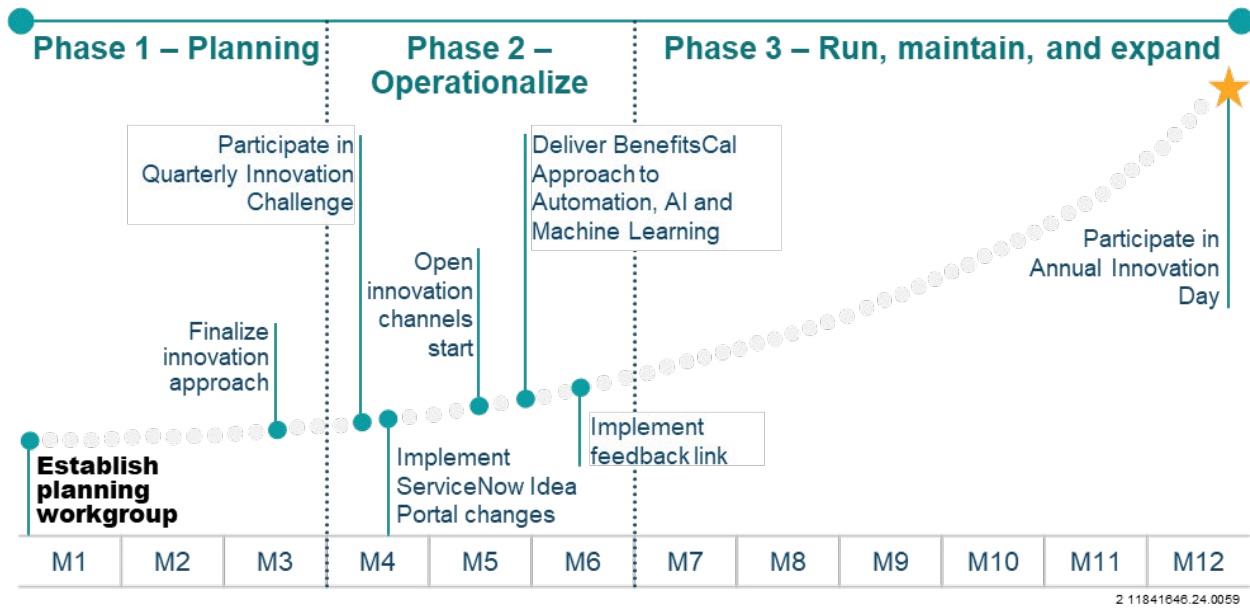 Phase 1 – Planning
Phase 2 –
Operationalize
Phase 3 – Run, maintain, and expand
Participate in
Quarterly Innovation
Challenge
Deliver BenefitsCal
Approach to
Automation, AI and
Machine Learning
Open
innovation
channels
start
Participate in
Annual Innovation
Day
Finalize
innovation
approach
Establish
planning
workgroup
Implement
ServiceNow Idea
Portal changes
Implement
feedback link
M1 M2 M3 M4 M5 M6 M7 M8 M9 M10 M11 M12
2 11841646.24.0059